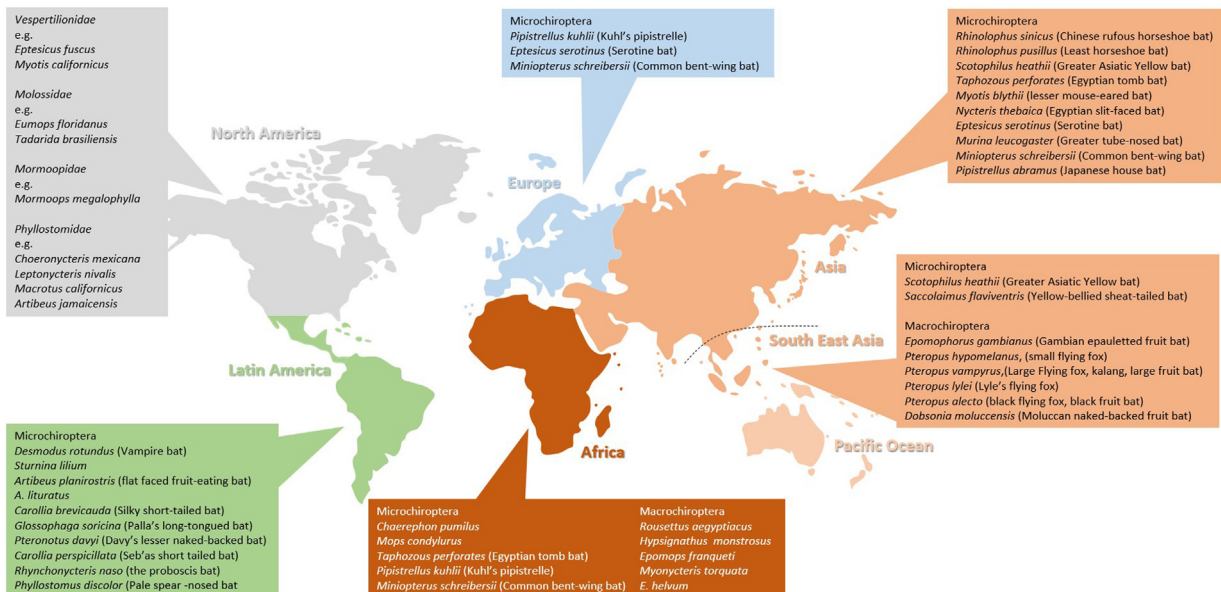 Vespertilionidae
e.g.
Eptesicus fuscus
Myotis californicus
Molossidae
e.g.
Eumops floridanus
Tadarida brasiliensis
Mormoopidae
e.g.
Mormoops megalophylla
Phyllostomidae
e.g.
Choeronycteris mexicana
Leptonycteris nivalis
Macrotus californicus
Artibeus jamaicensis
North America
Microchiroptera
Pipistrellus kuhlii (Kuhl's pipistrelle)
Eptesicus serotinus (Serotine bat)
Miniopterus schreibersii (Common bent-wing bat)
Europe
Microchiroptera
Rhinolophus sinicus (Chinese rufous horseshoe bat)
Rhinolophus pusillus (Least horseshoe bat)
Scotophilus heathii (Greater Asiatic Yellow bat)
Taphozous perforates (Egyptian tomb bat)
Myotis blythii (lesser mouse-eared bat)
Nycteris thebaica (Egyptian slit-faced bat)
Eptesicus serotinus (Serotine bat)
Murina leucogaster (Greater tube-nosed bat)
Miniopterus schreibersii (Common bent-wing bat)
Pipistrellus abramus (Japanese house bat)
Asia
Microchiroptera
Scotophilus heathii (Greater Asiatic Yellow bat)
Saccolaimus flaviventris (Yellow-bellied sheat-tailed bat)
Macrochiroptera
Epomophorus gambianus (Gambian epauletted fruit bat)
Pteropus hypomelanus, (small flying fox)
Pteropus vampyrus,(Large Flying fox, kalang, large fruit bat)
Pteropus lylei (Lyle's flying fox)
Pteropus alecto (black flying fox, black fruit bat)
Dobsonia moluccensis (Moluccan naked-backed fruit bat)
South East Asia
Latin America
Pacific Ocean
Africa
Microchiroptera
Desmodus rotundus (Vampire bat)
Sturnina lilium
Artibeus planirostris (flat faced fruit-eating bat)
A. lituratus
Carollia brevicauda (Silky short-tailed bat)
Glossophaga soricina (Palla's long-tongued bat)
Pteronotus davyi (Davy's lesser naked-backed bat)
Carollia perspicillata (Seb'as short tailed bat)
Rhynchonycteris naso (the proboscis bat)
Phyllostomus discolor (Pale spear -nosed bat
Microchiroptera
Chaerephon pumilus
Mops condylurus
Taphozous perforates (Egyptian tomb bat)
Pipistrellus kuhlii (Kuhl's pipistrelle)
Miniopterus schreibersii (Common bent-wing bat)
Macrochiroptera
Rousettus aegyptiacus
Hypsignathus monstrosus
Epomops franqueti
Myonycteris torquata
E. helvum